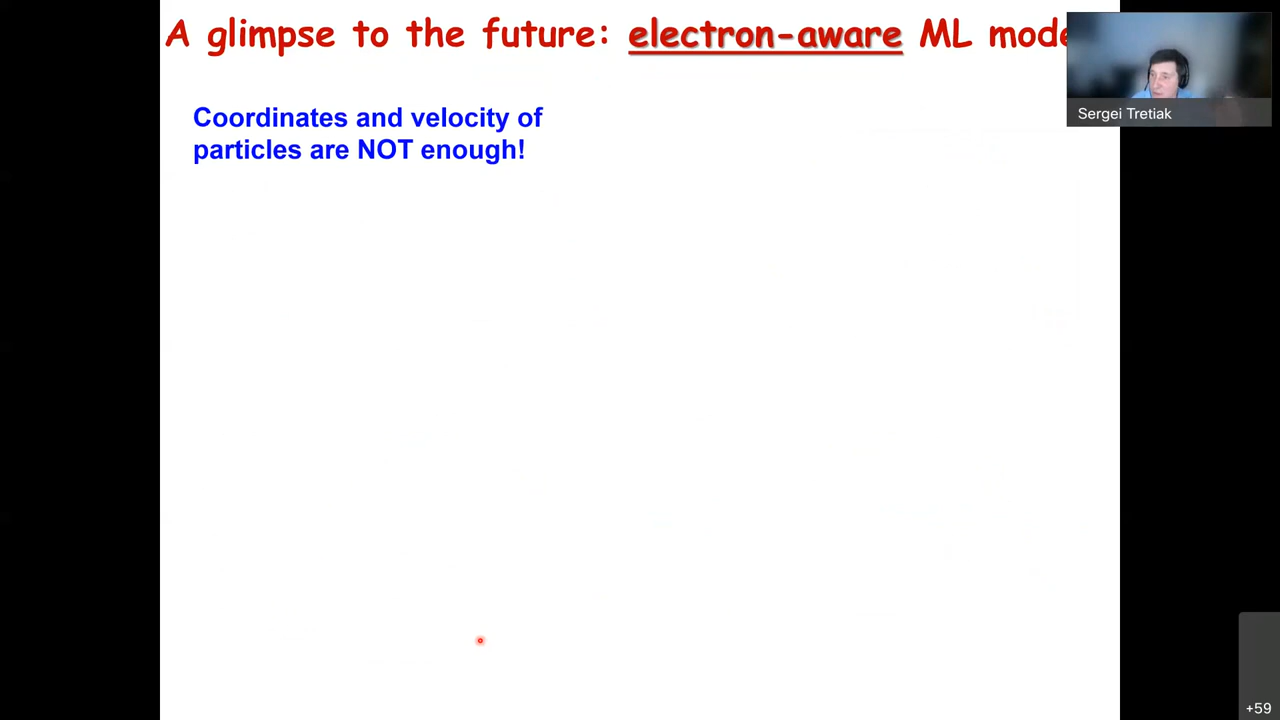 A glimpse to the future: electron-aware ML mode
Sergei Tretiak
Coordinates and velocity of
particles are NOT enough!
+59